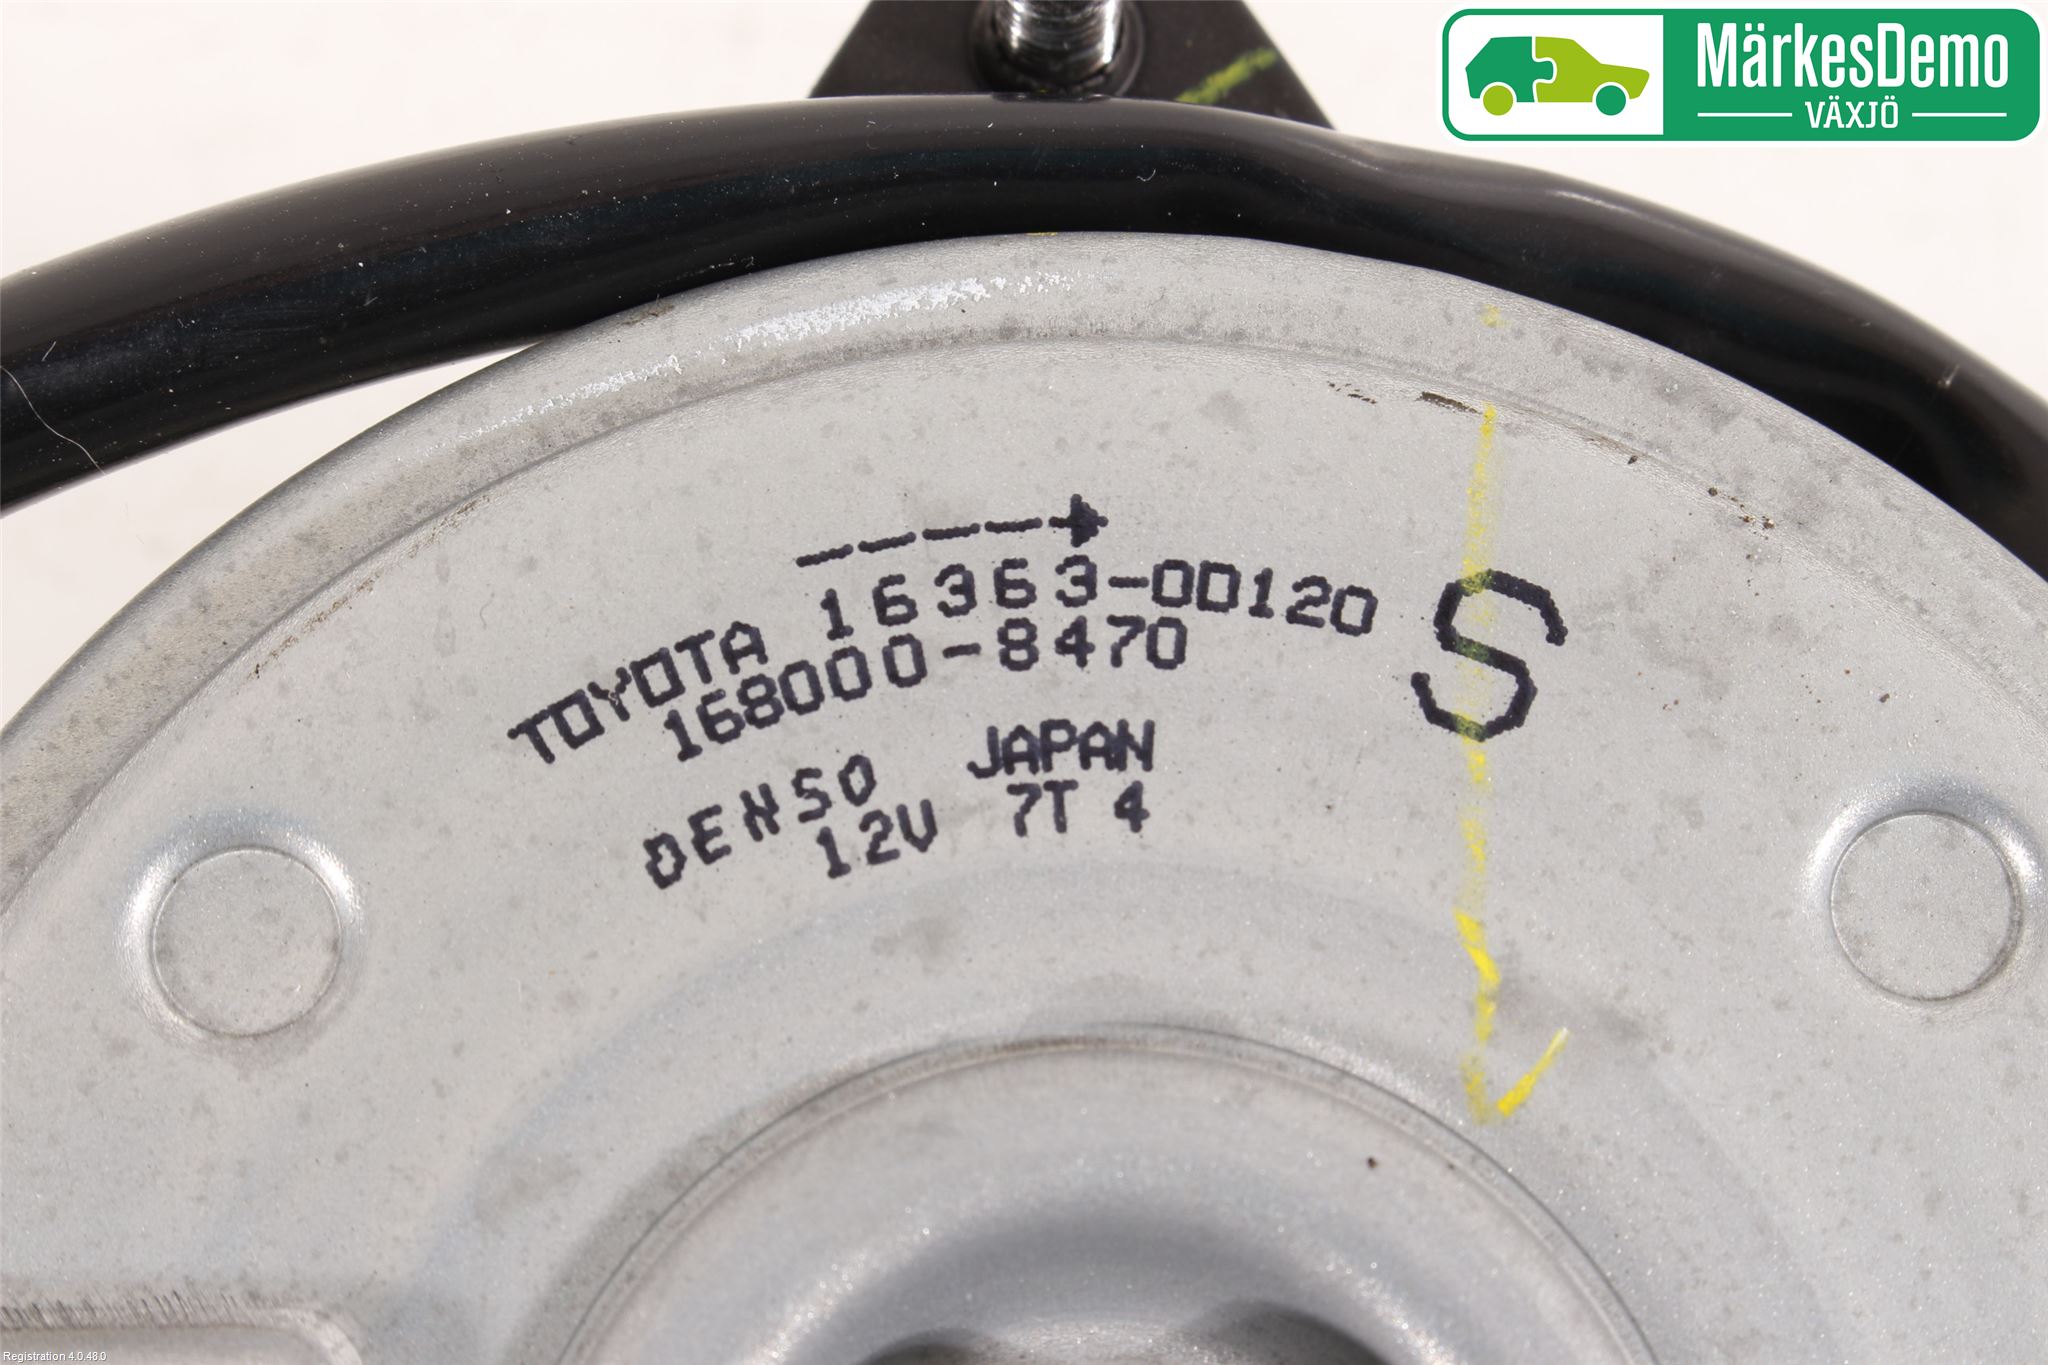 MärkesDemo
VÄXJÖ
TOYOTA 16363-0D120
168000-8470
S
DENSO JAPAN
12V 7T 4
Registration 4.0.48.0